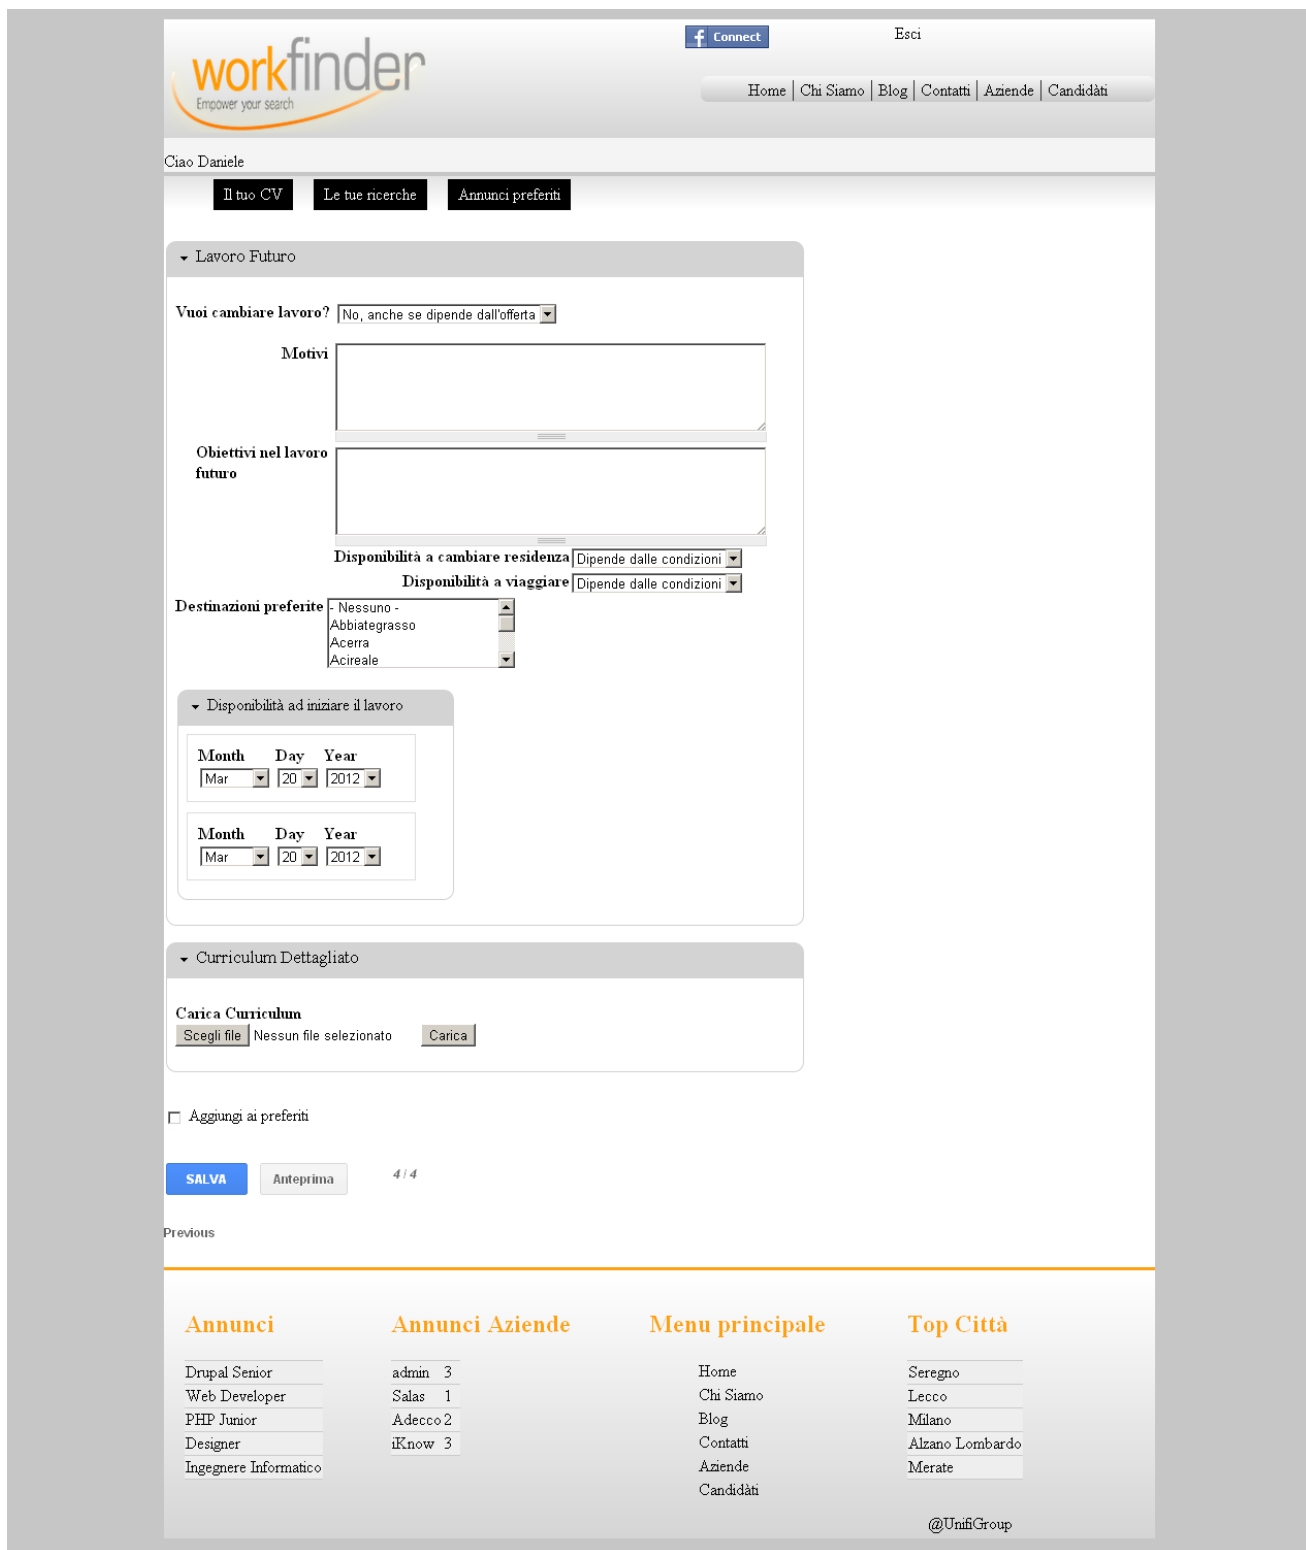 Connect
Esci
workfinder
Empower your search
Home | Chi Siamo | Blog | Contatti | Aziende | Candidàti
Ciao Daniele
Il tuo CV
Le tue ricerche
Annunci preferiti
Lavoro Futuro
Vuoi cambiare lavoro? No, anche se dipende dall'offerta
Motivi
Obiettivi nel lavoro
futuro
Disponibilità a cambiare residenza Dipende dalle condizioni
Disponibilità a viaggiare Dipende dalle condizioni
Destinazioni preferite - Nessuno -
Abbiategrasso
Acerra
Acireale
Disponibilità ad iniziare il lavoro
Month Day Year
Mar 20 2012
Month Day Year
Mar 20 2012
Curriculum Dettagliato
Carica Curriculum
Scegli file Nessun file selezionato Carica
Aggiungi ai preferiti
SALVA Anteprima 4 / 4
Previous
Annunci
Drupal Senior
Web Developer
PHP Junior
Designer
Ingegnere Informatico
Annunci Aziende
admin 3
Salas 1
Adecco 2
iKnow 3
Menu principale
Home
Chi Siamo
Blog
Contatti
Aziende
Candidàti
Top Città
Seregno
Lecco
Milano
Alzano Lombardo
Merate
@UnifiGroup